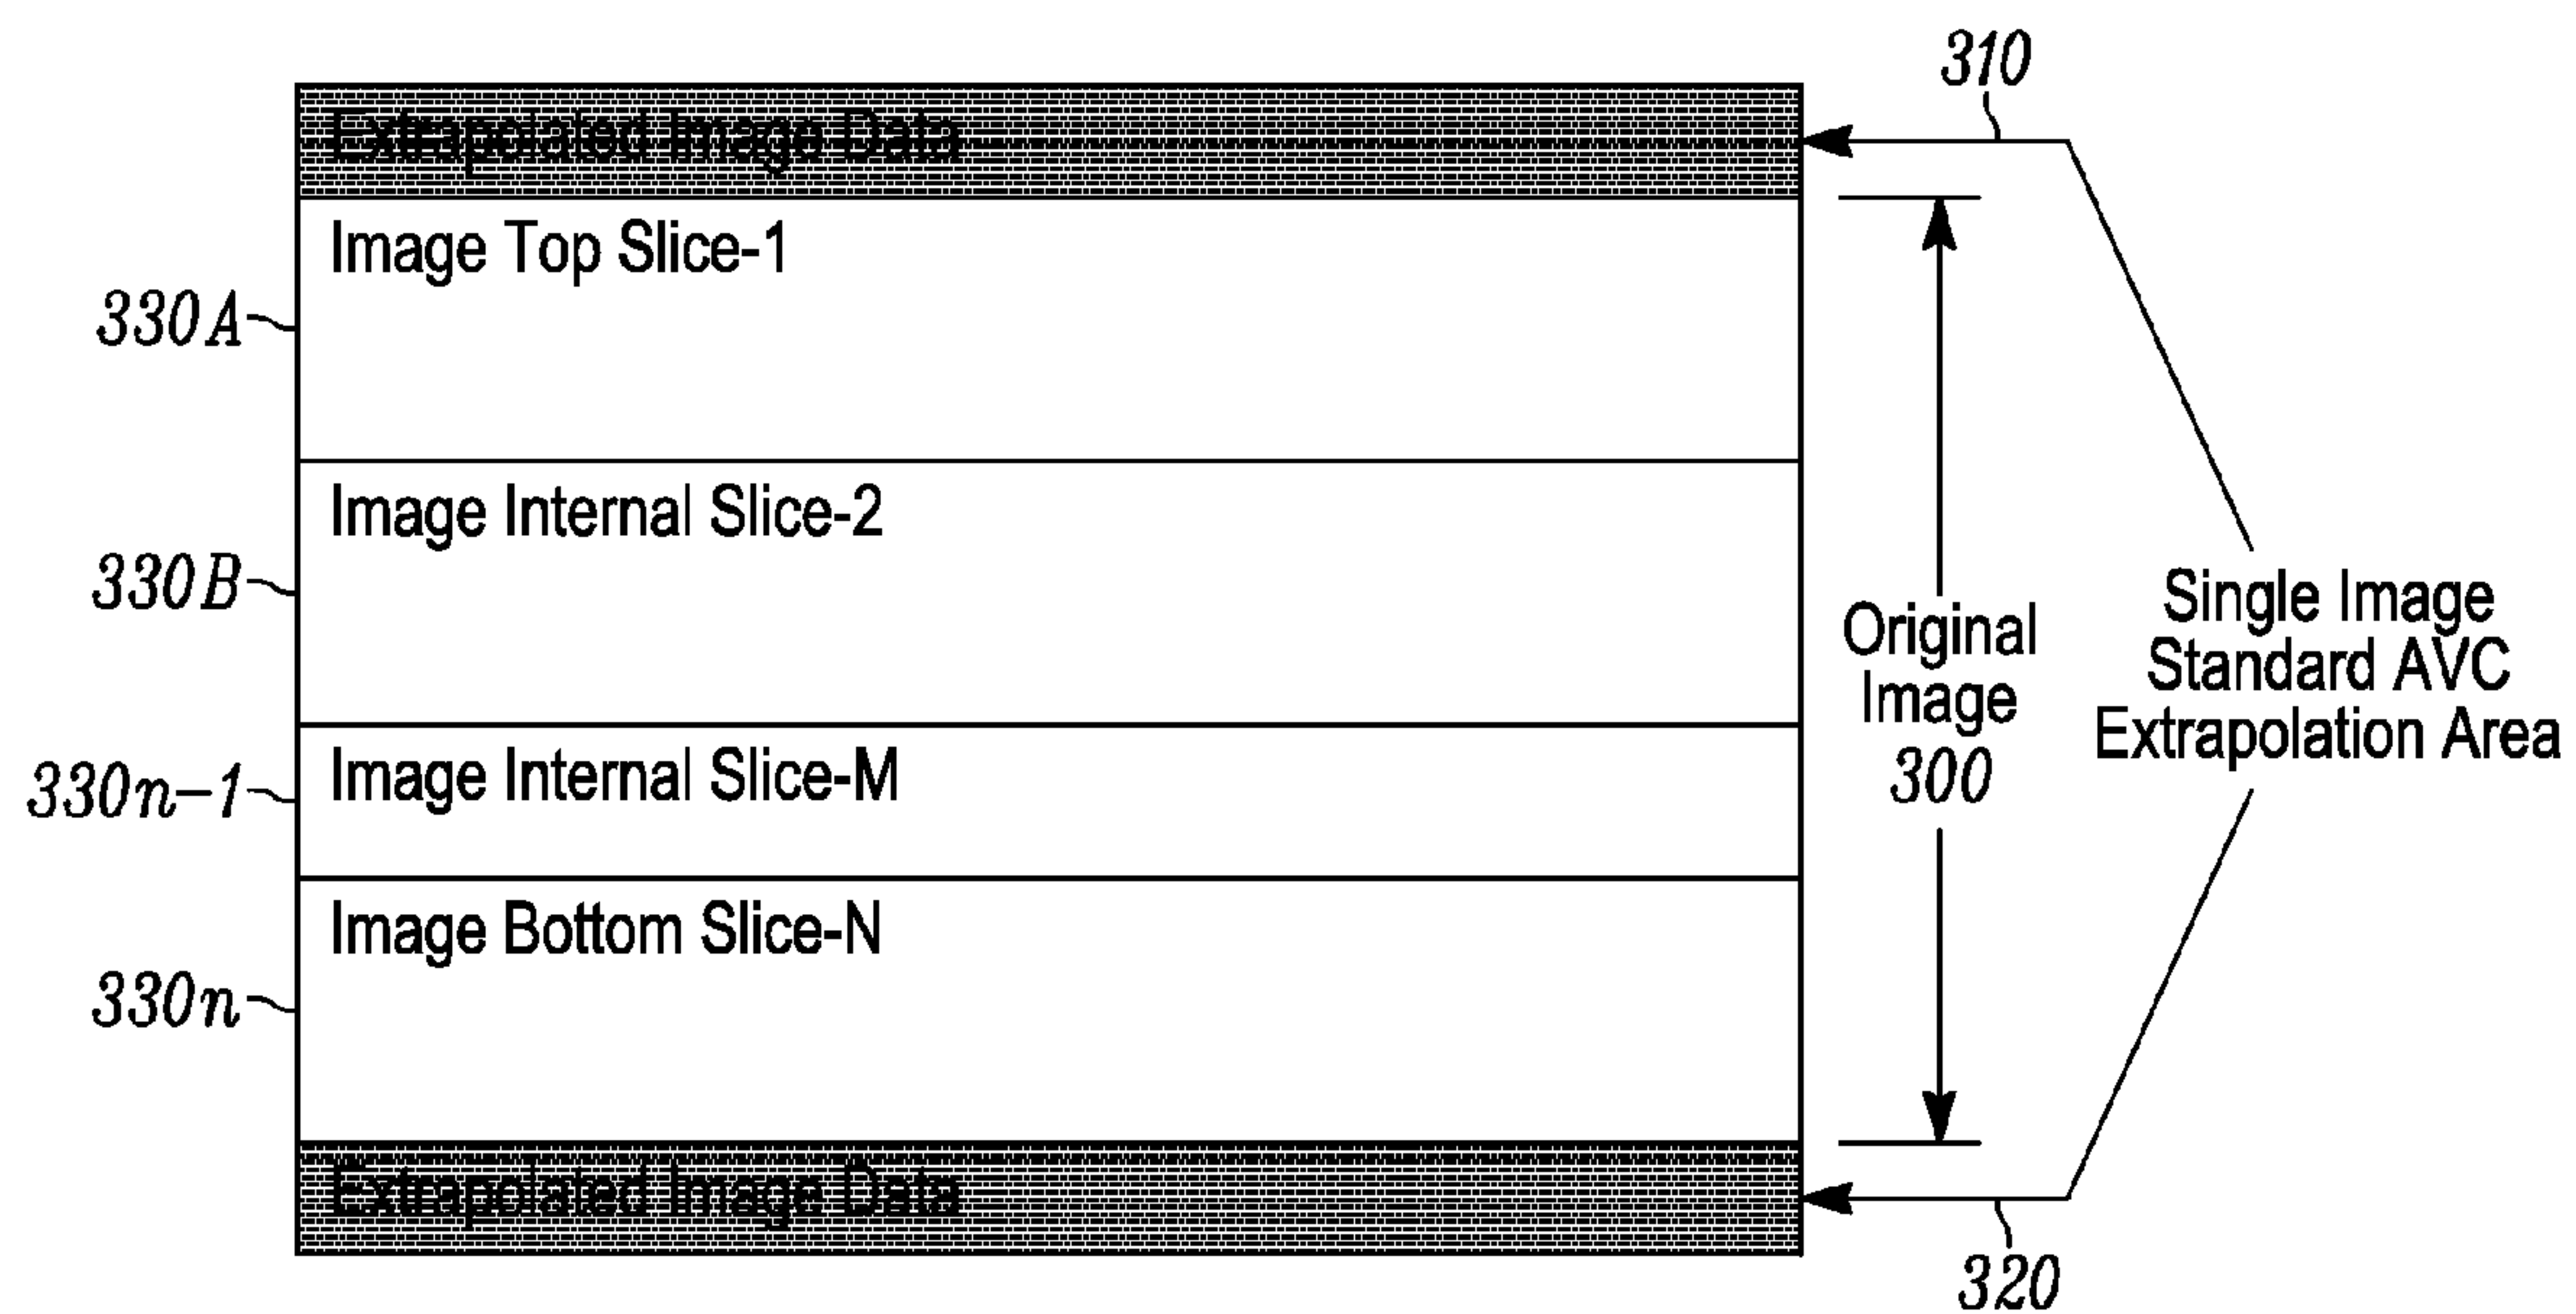 310
Extrapolated Image Data
Image Top Slice-1
330A
Image Internal Slice-2
330B
Original
Image
300
Single Image
Standard AVC
Extrapolation Area
Image Internal Slice-M
330n-1
Image Bottom Slice-N
330n
Extrapolated Image Data
320